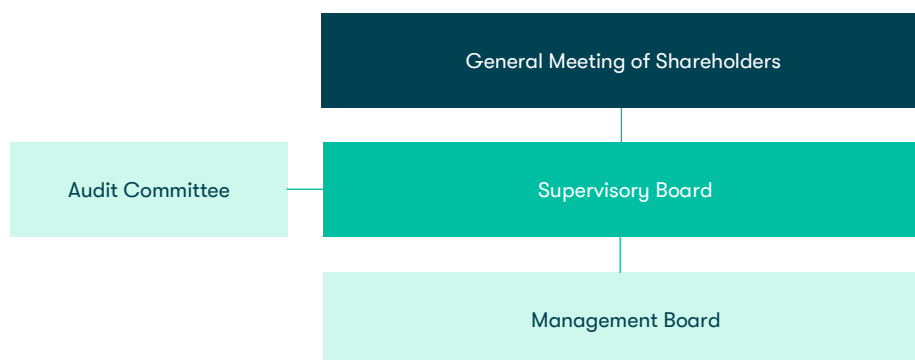 General Meeting of Shareholders
Audit Committee
Supervisory Board
Management Board